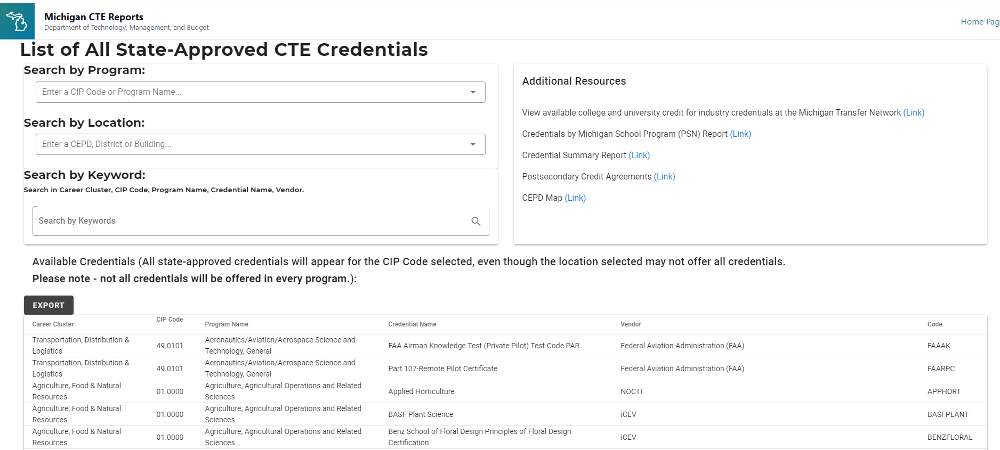 Michigan CTE Reports
Department of Technology, Management, and Budget
Home Pag
List of All State-Approved CTE Credentials
Search by Program:
Enter a CIP Code or Program Name...
Search by Location:
Enter a CEPD, District or Building...
Search by Keyword:
Search in Career Cluster, CIP Code, Program Name, Credential Name, Vendor.
Search by Keywords
Additional Resources
View available college and university credit for industry credentials at the Michigan Transfer Network (Link)
Credentials by Michigan School Program (PSN) Report (Link)
Credential Summary Report (Link)
Postsecondary Credit Agreements (Link)
CEPD Map (Link)
Available Credentials (All state-approved credentials will appear for the CIP Code selected, even though the location selected may not offer all credentials.
Please note - not all credentials will be offered in every program.):
EXPORT
Career Cluster CIP Code Program Name Credential Name Vendor Code
Transportation, Distribution & Logistics 49.0101 Aeronautics/Aviation/Aerospace Science and Technology, General FAA Airman Knowledge Test (Private Pilot) Test Code PAR Federal Aviation Administration (FAA) FAAAK
Transportation, Distribution & Logistics 49.0101 Aeronautics/Aviation/Aerospace Science and Technology, General Part 107-Remote Pilot Certificate Federal Aviation Administration (FAA) FAARPC
Agriculture, Food & Natural Resources 01.0000 Agriculture, Agricultural Operations and Related Sciences Applied Horticulture NOCTI APPHORT
Agriculture, Food & Natural Resources 01.0000 Agriculture, Agricultural Operations and Related Sciences BASF Plant Science iCEV BASFPLANT
Agriculture, Food & Natural Resources 01.0000 Agriculture, Agricultural Operations and Related Sciences Benz School of Floral Design Principles of Floral Design Certification iCEV BENZFLORAL